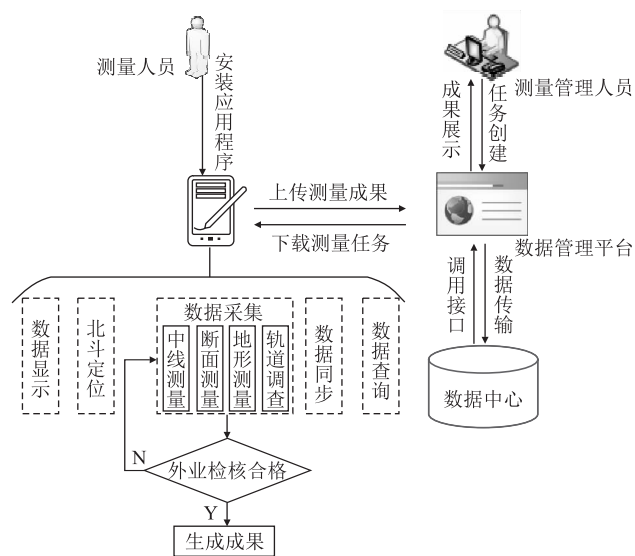 测量人员
安装应用程序
测量管理人员
成果展示
任务创建
上传测量成果
下载测量任务
数据管理平台
调用接口
数据传输
数据中心
数据显示
北斗定位
数据采集
中线测量
断面测量
地形测量
轨道调查
数据同步
数据查询
N
外业检核合格
Y
生成成果